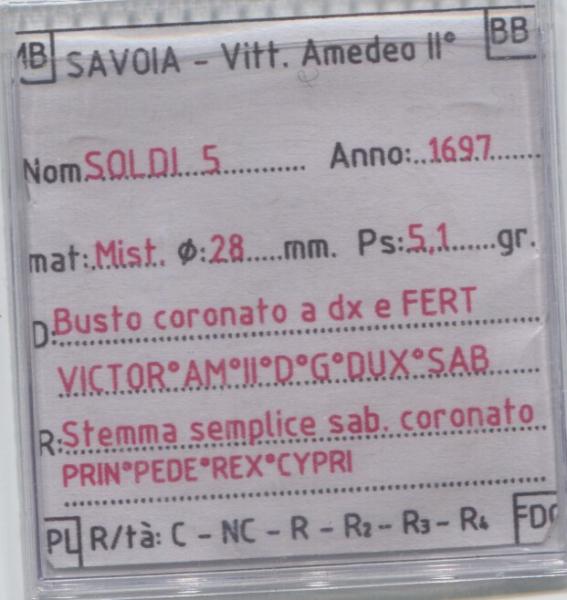 MB SAVOIA - Vitt. Amedeo II° BB
Nom SOLDI 5 Anno: 1697
mat: Mist. Φ: 28 mm. Ps: 5,1 gr.
D: Busto coronato a dx e FERT
VICTOR°AM°II°D°G°DUX°SAB
R: Stemma semplice sab. coronato
PRIN°PEDE°REX°CYPRI
PL R/tà: C - NC - R - R2 - R3 - R4 FDC